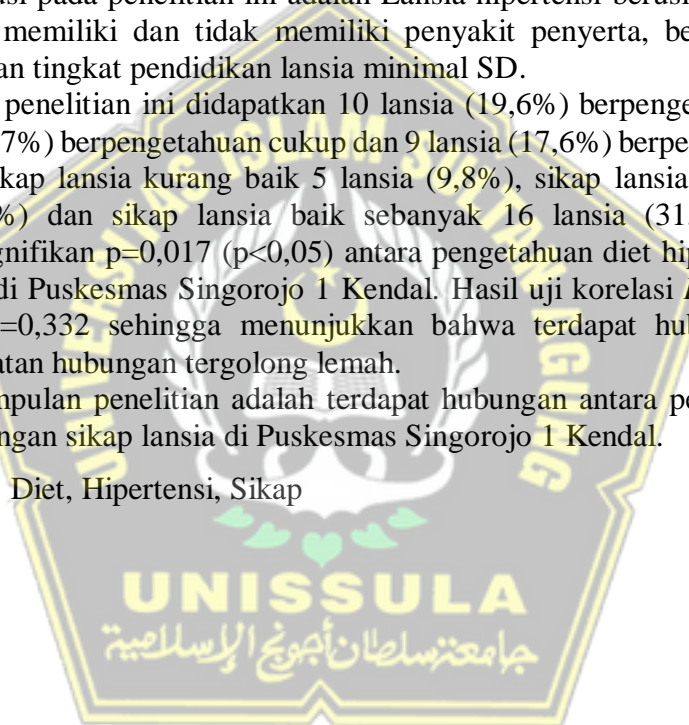 usi pada penelitian ini adalah Lansia hipertensi berusi
memiliki dan tidak memiliki penyakit penyerta, be
an tingkat pendidikan lansia minimal SD.
penelitian ini didapatkan 10 lansia (19,6%) berpenge
7%) berpengetahuan cukup dan 9 lansia (17,6%) berpe
kap lansia kurang baik 5 lansia (9,8%), sikap lansia
%) dan sikap lansia baik sebanyak 16 lansia (31.
gnifikan p=0,017 (p<0,05) antara pengetahuan diet hip
di Puskesmas Singorojo 1 Kendal. Hasil uji korelasi
=0,332 sehingga menunjukkan bahwa terdapat hub
atan hubungan tergolong lemah.
mpulan penelitian adalah terdapat hubungan antara pe
ngan sikap lansia di Puskesmas Singorojo 1 Kendal.
Diet, Hipertensi, Sikap
UNIVERSITAS ISLAM SULTAN AGUNG
UNISSULA
جامعة سلطان أجونج الإسلامية